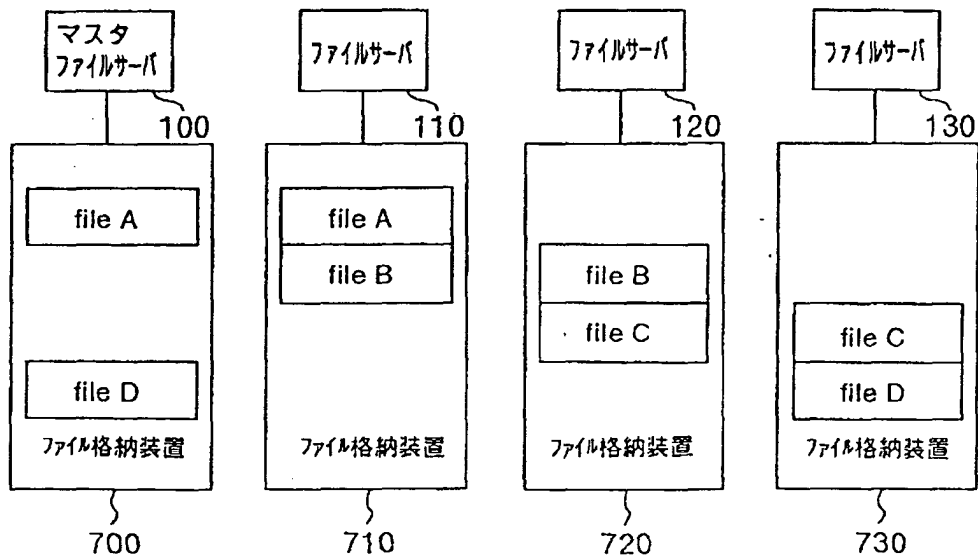 マスタ
ファイルサーバ
ファイルサーバ
ファイルサーバ
ファイルサーバ
100
110
120
130
file A
file D
ファイル格納装置
file A
file B
ファイル格納装置
file B
file C
ファイル格納装置
file C
file D
ファイル格納装置
700
710
720
730